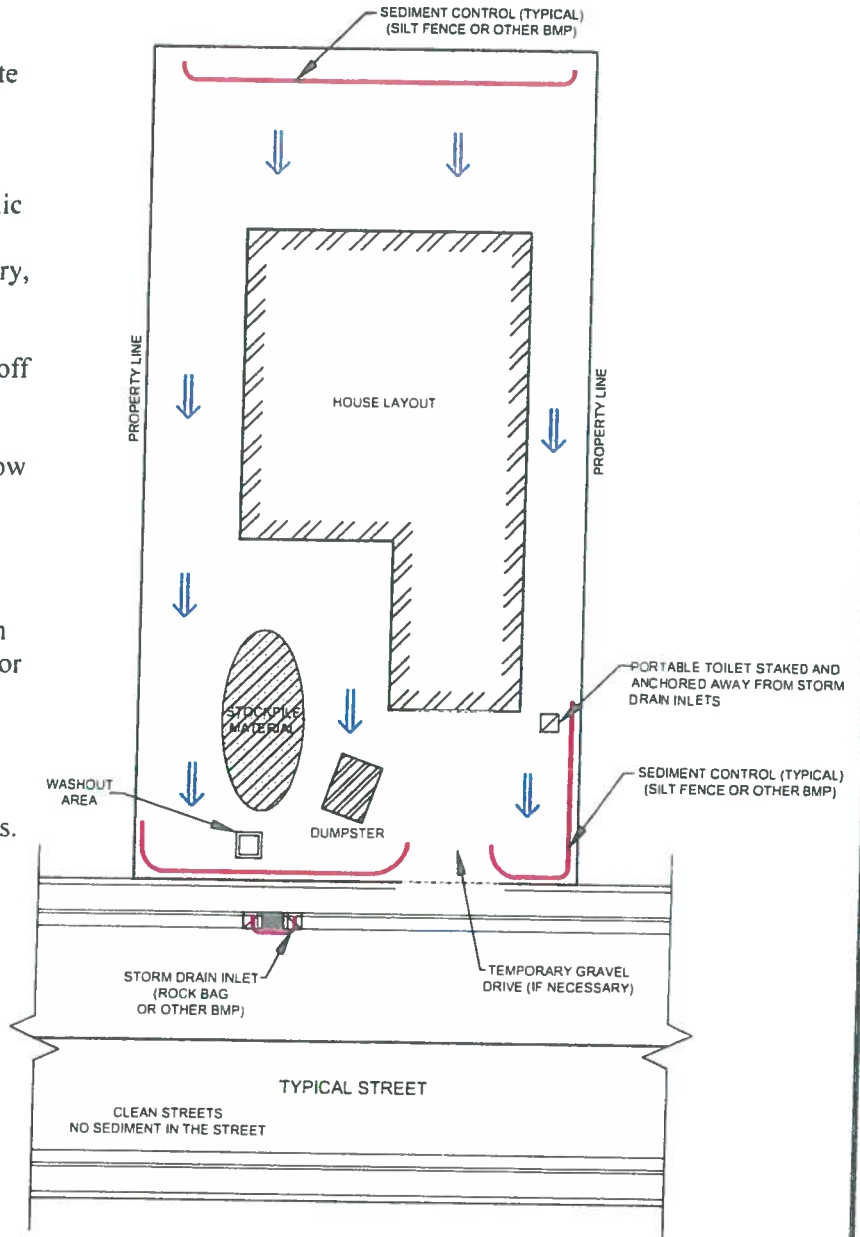 SEDIMENT CONTROL (TYPICAL)
(SILT FENCE OR OTHER BMP)
te
ic
ry,
off
ow
n
or
s.
PROPERTY LINE
HOUSE LAYOUT
PROPERTY LINE
PORTABLE TOILET STAKED AND
ANCHORED AWAY FROM STORM
DRAIN INLETS
STOCKPILE
MATERIAL
SEDIMENT CONTROL (TYPICAL)
(SILT FENCE OR OTHER BMP)
WASHOUT
AREA
DUMPSTER
STORM DRAIN INLET
(ROCK BAG
OR OTHER BMP)
TEMPORARY GRAVEL
DRIVE (IF NECESSARY)
TYPICAL STREET
CLEAN STREETS
NO SEDIMENT IN THE STREET